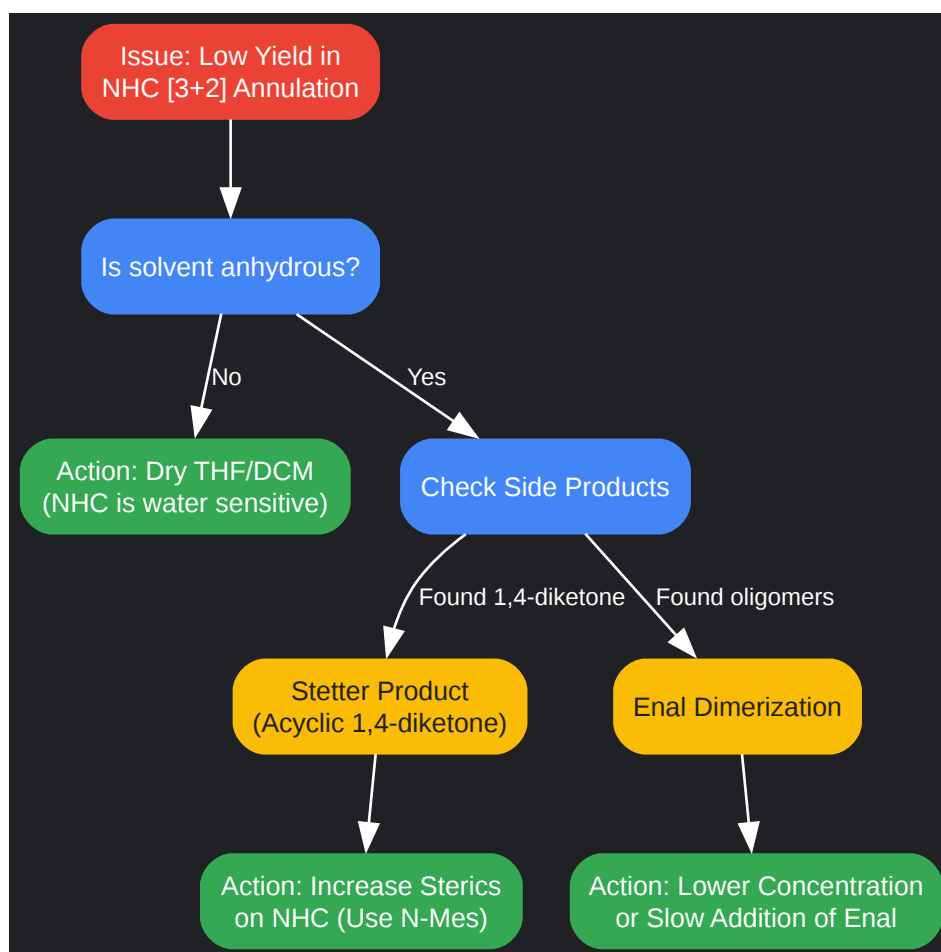 Issue: Low Yield in
NHC [3+2] Annulation
Is solvent anhydrous?
No
Yes
Action: Dry THF/DCM
(NHC is water sensitive)
Check Side Products
Found 1,4-diketone
Found oligomers
Stetter Product
(Acyclic 1,4-diketone)
Enal Dimerization
Action: Increase Sterics
on NHC (Use N-Mes)
Action: Lower Concentration
or Slow Addition of Enal